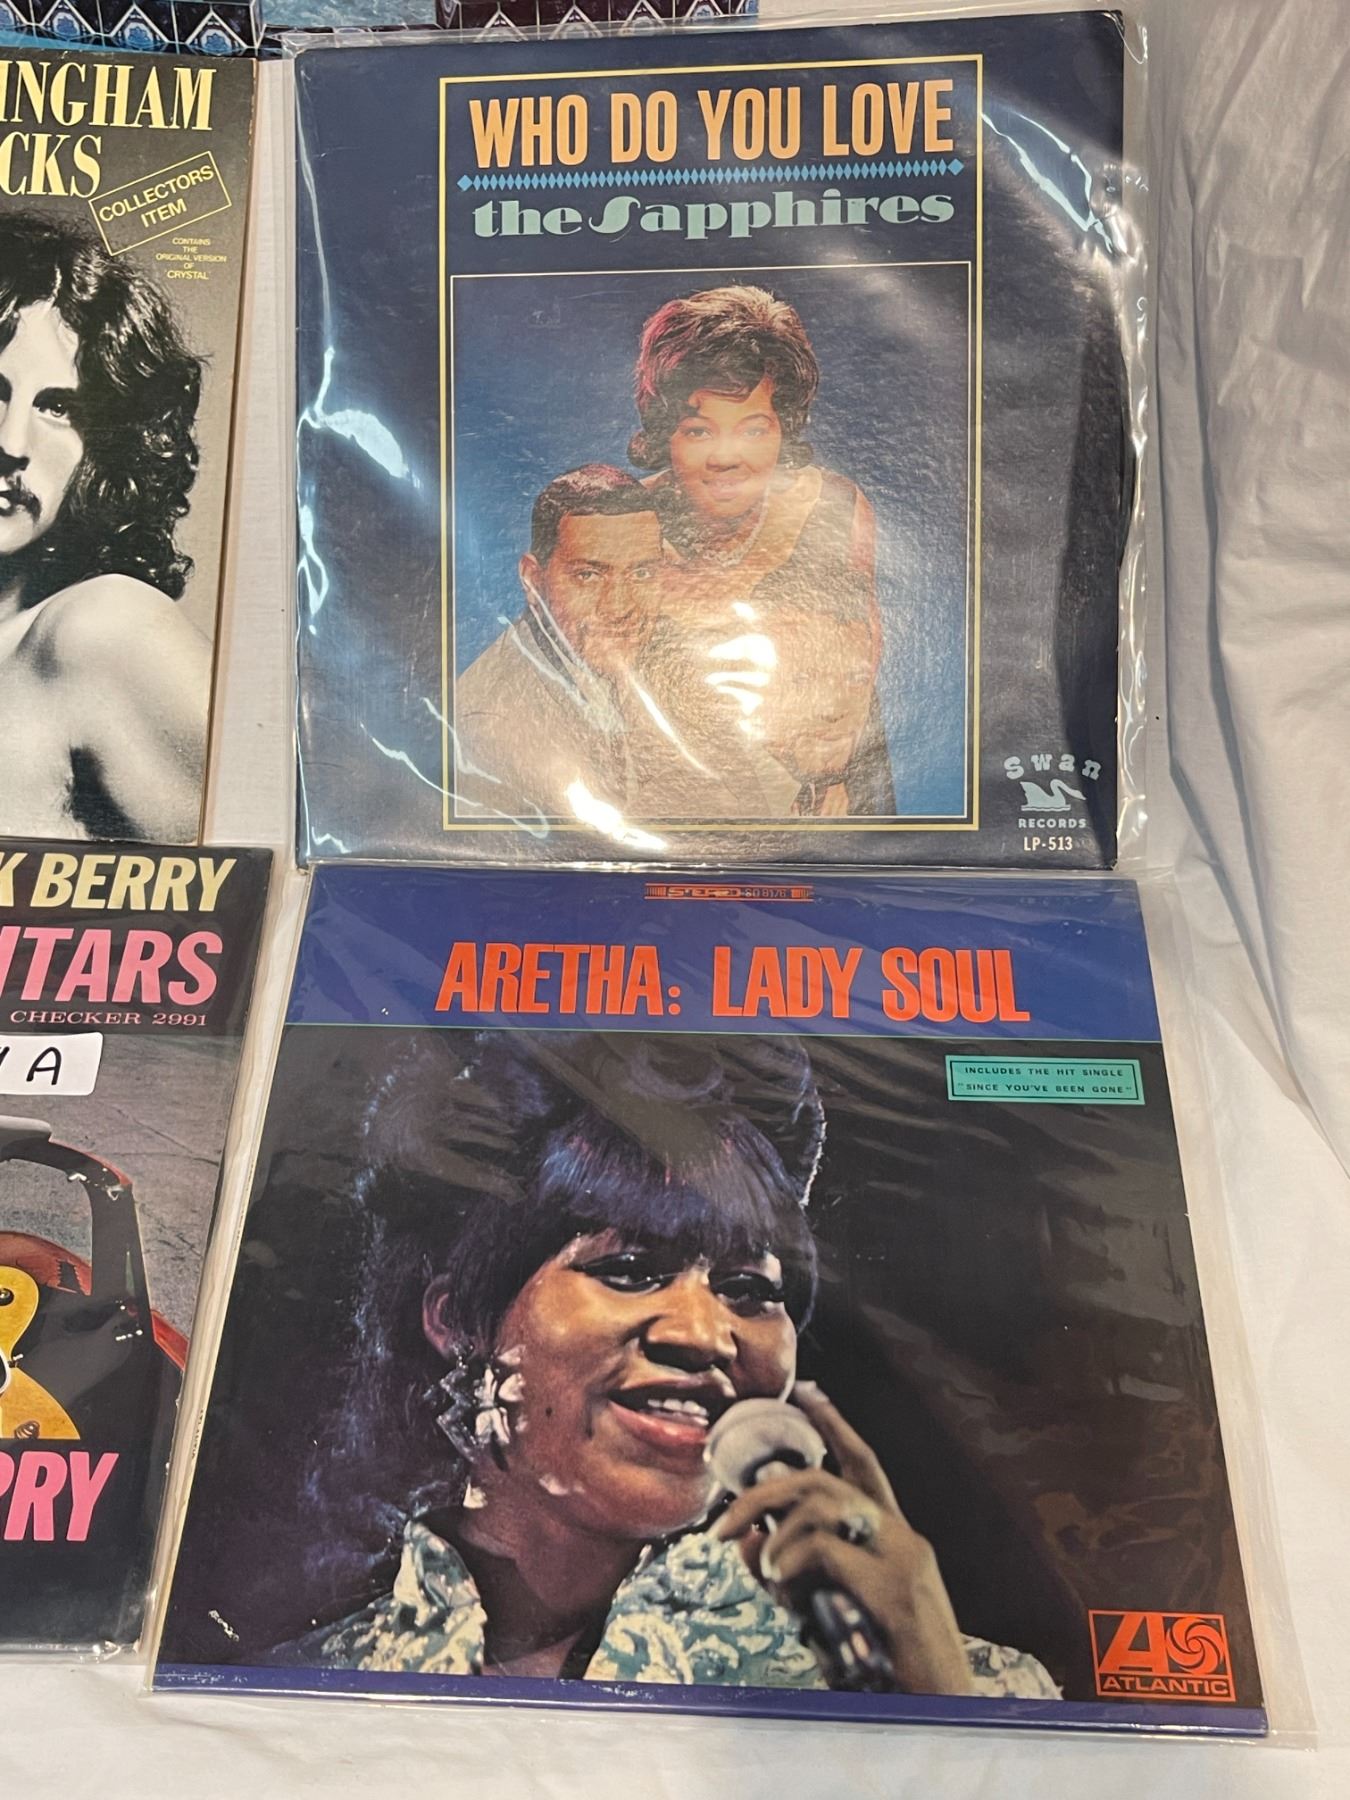 INGHAM
CKS
COLLECTORS
ITEM
CONTAINS
THE
ORIGINAL VERSION
OF
'CRYSTAL'
WHO DO YOU LOVE
the Sapphires
Swan
RECORDS
LP-513
K BERRY
ITARS
CHECKER 2991
A
RRY
STEREO SD 8176
ARETHA: LADY SOUL
INCLUDES THE HIT SINGLE
"SINCE YOU'VE BEEN GONE"
ATLANTIC